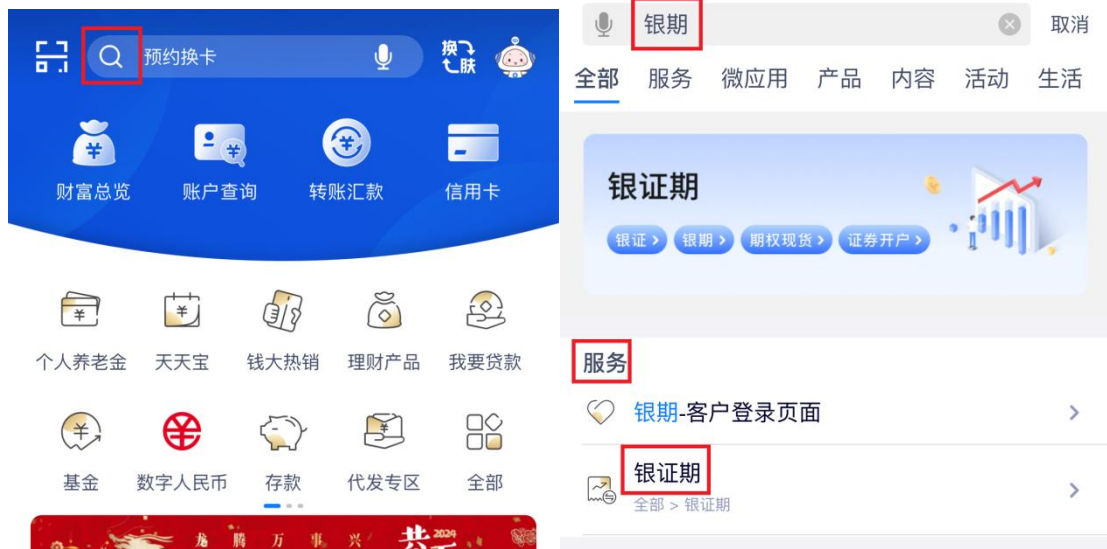 预约换卡
换肤
财富总览
账户查询
转账汇款
信用卡
个人养老金
天天宝
钱大热销
理财产品
我要贷款
基金
数字人民币
存款
代发专区
全部
龙腾万事兴
2024
银期
取消
全部 服务 微应用 产品 内容 活动 生活
银证期
银证 银期 期权现货 证券开户
服务
银期-客户登录页面
银证期
全部 > 银证期